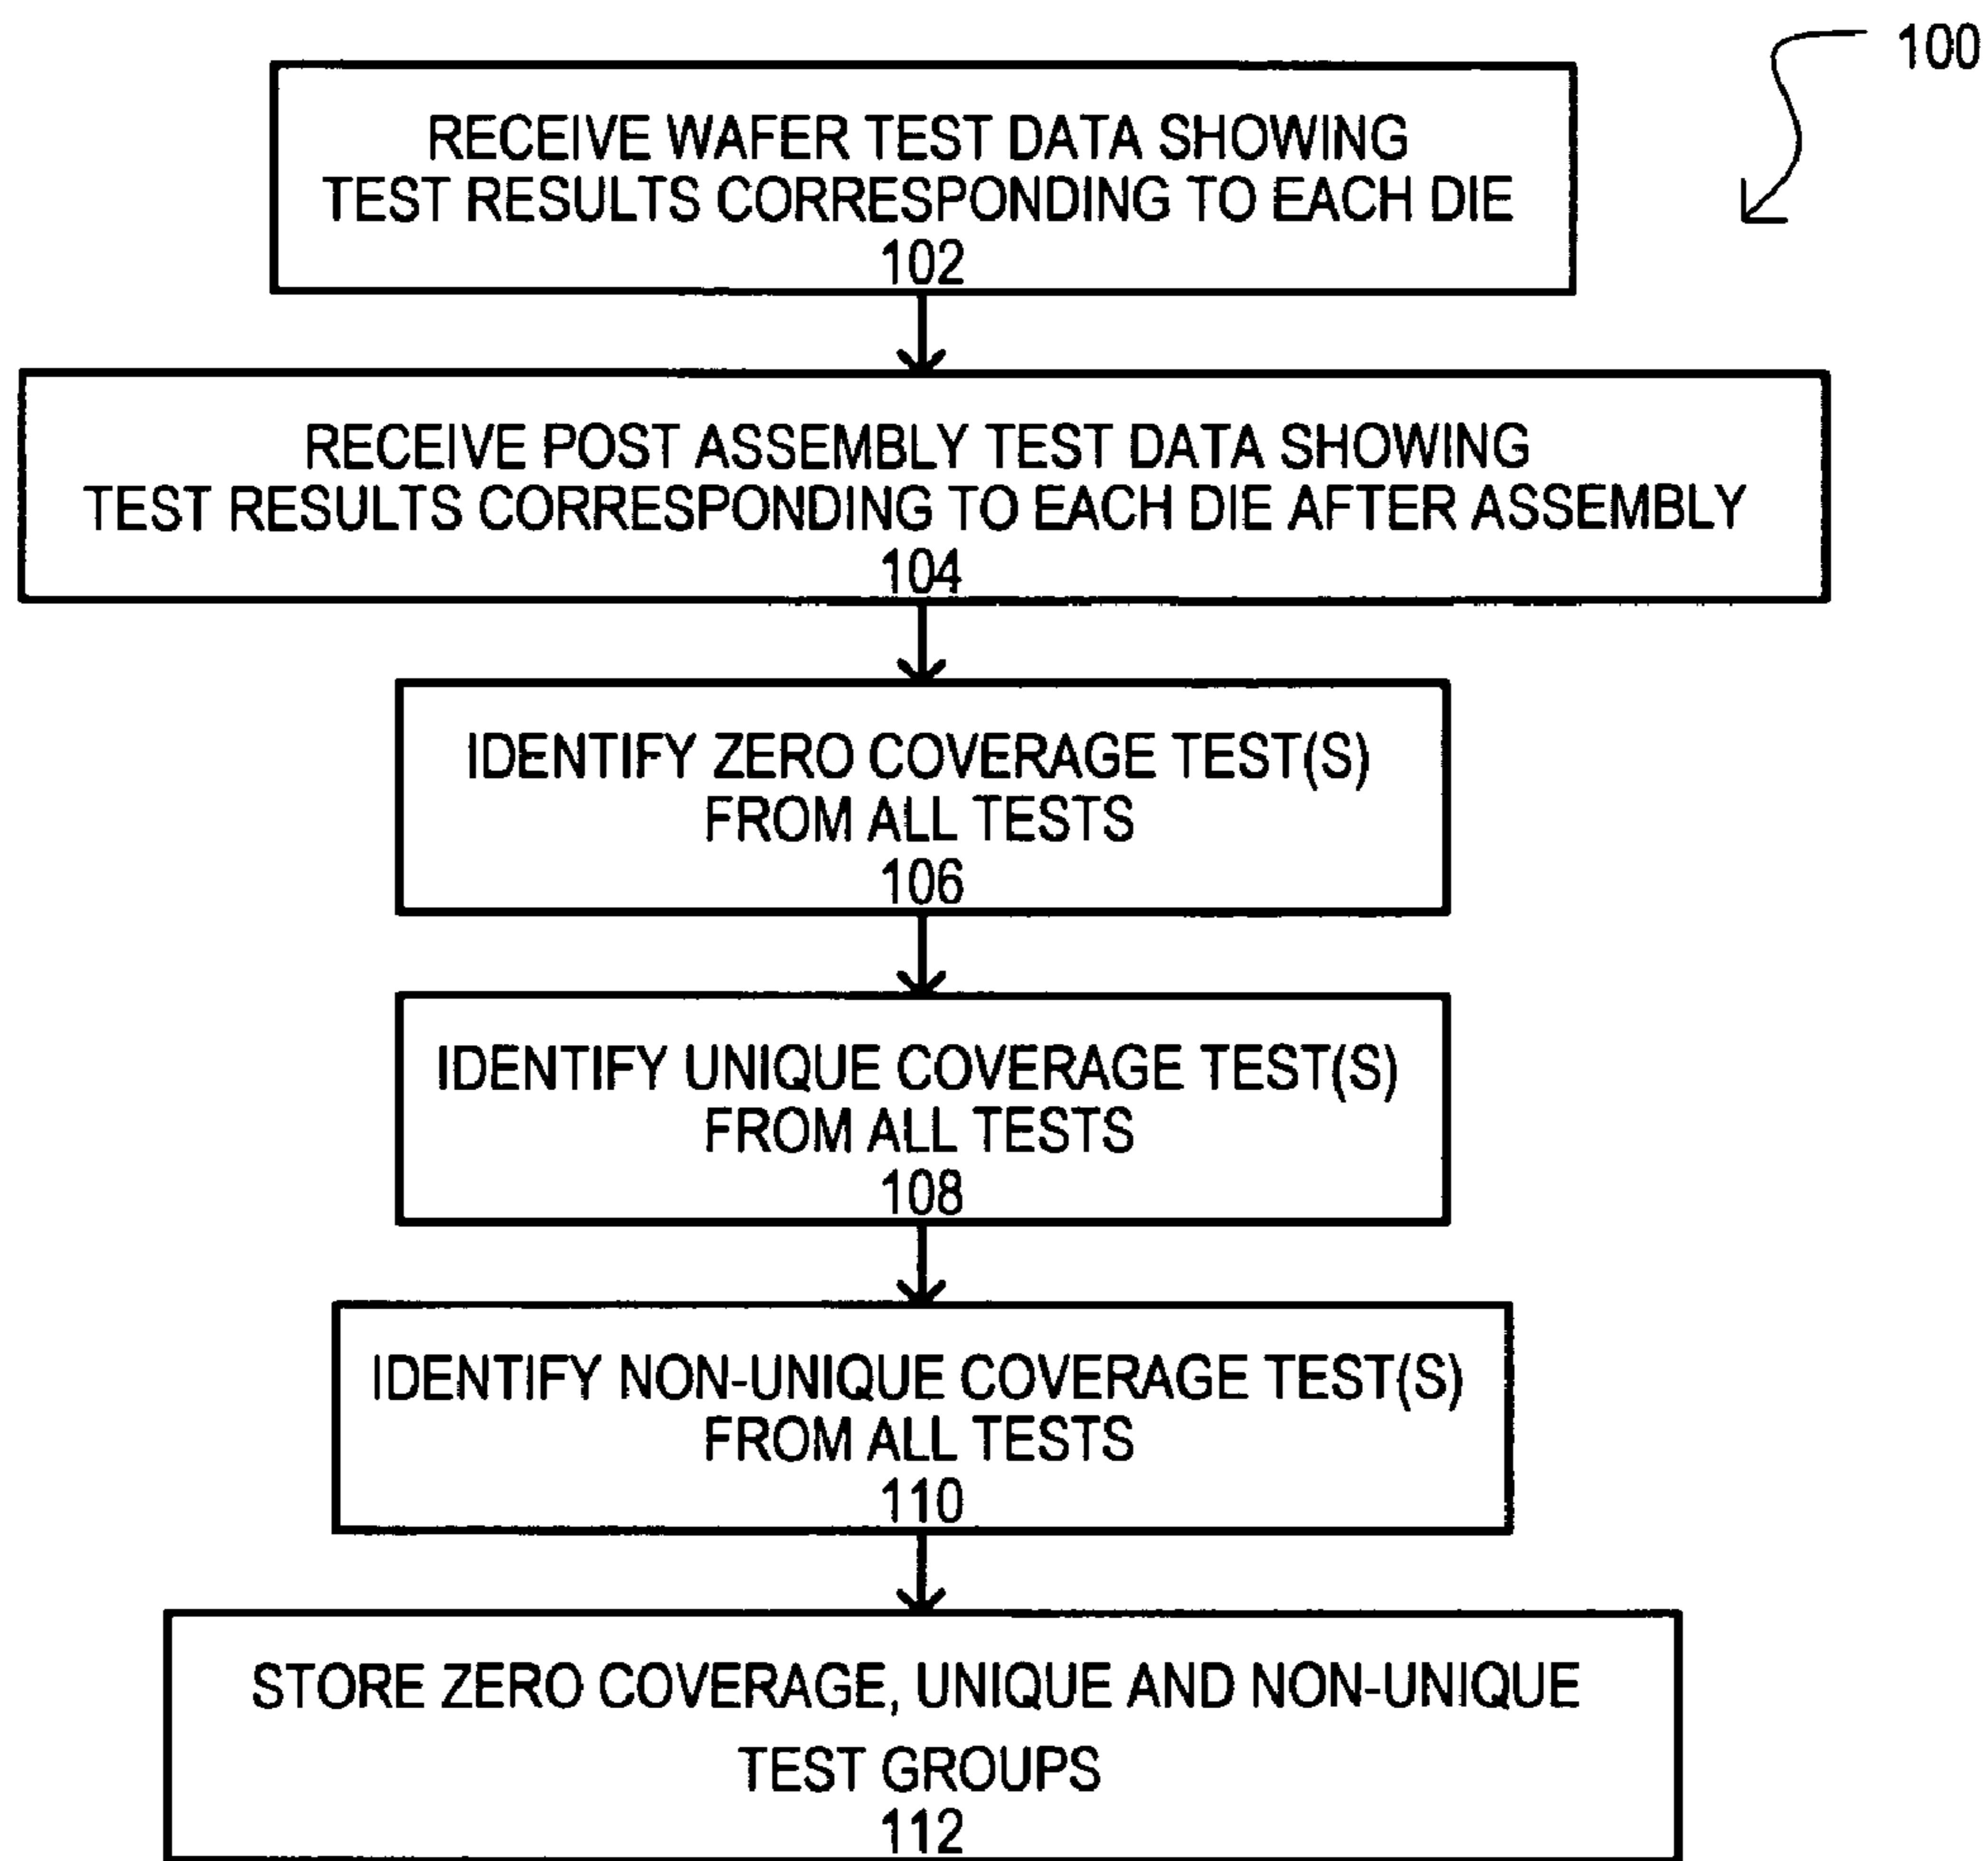 100
RECEIVE WAFER TEST DATA SHOWING
TEST RESULTS CORRESPONDING TO EACH DIE
102
RECEIVE POST ASSEMBLY TEST DATA SHOWING
TEST RESULTS CORRESPONDING TO EACH DIE AFTER ASSEMBLY
104
IDENTIFY ZERO COVERAGE TEST(S)
FROM ALL TESTS
106
IDENTIFY UNIQUE COVERAGE TEST(S)
FROM ALL TESTS
108
IDENTIFY NON-UNIQUE COVERAGE TEST(S)
FROM ALL TESTS
110
STORE ZERO COVERAGE, UNIQUE AND NON-UNIQUE
TEST GROUPS
112